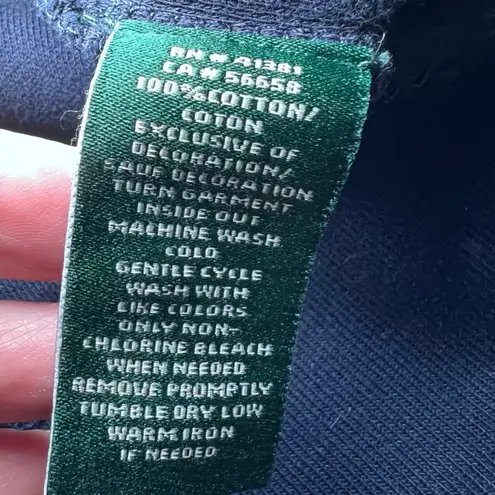 RN # 41381
CA # 56658
100% COTTON/
COTON
EXCLUSIVE OF
DECORATION/
SAUF DECORATION
TURN GARMENT
INSIDE OUT
MACHINE WASH
COLD
GENTLE CYCLE
WASH WITH
LIKE COLORS
ONLY NON-
CHLORINE BLEACH
WHEN NEEDED
REMOVE PROMPTLY
TUMBLE DRY LOW
WARM IRON
IF NEEDED